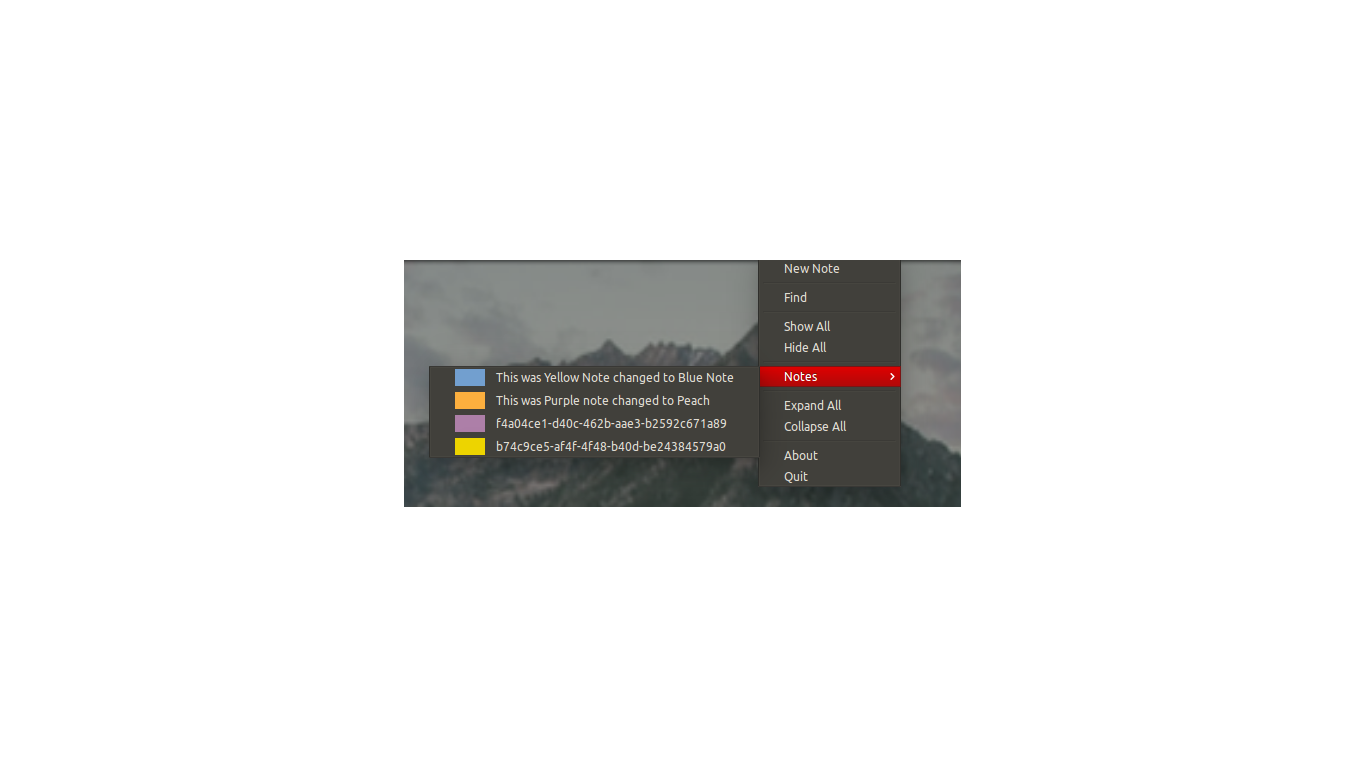 New Note
Find
Show All
Hide All
Notes
This was Yellow Note changed to Blue Note
This was Purple note changed to Peach
f4a04ce1-d40c-462b-aae3-b2592c671a89
b74c9ce5-af4f-4f48-b40d-be24384579a0
Expand All
Collapse All
About
Quit